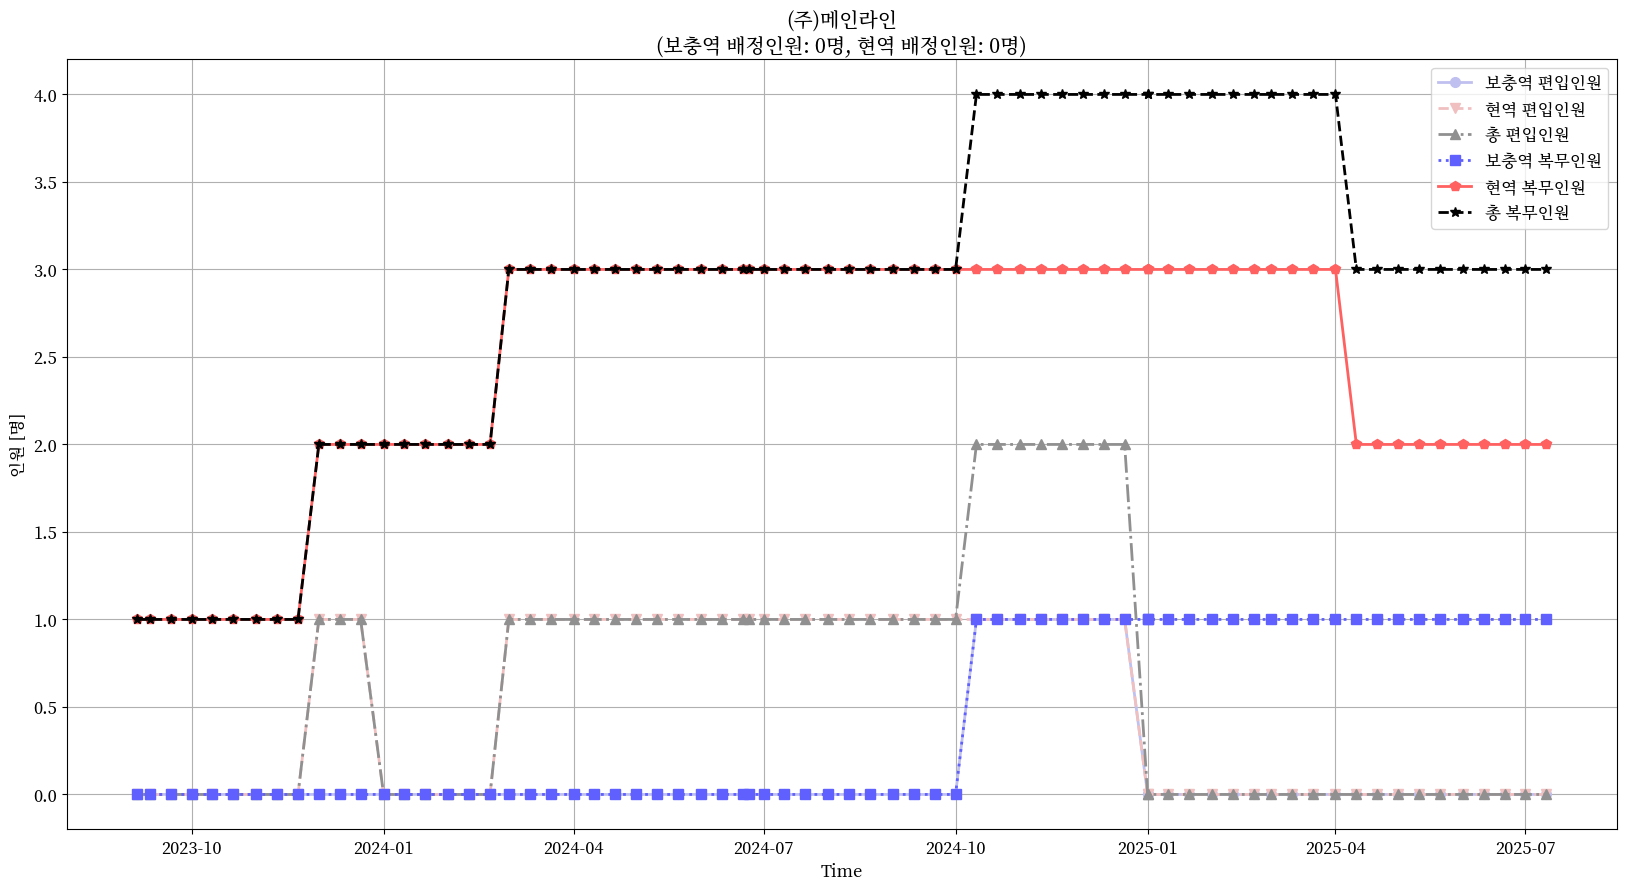 (주)메인라인
(보충역 배정인원: 0명, 현역 배정인원: 0명)
보충역 편입인원
현역 편입인원
총 편입인원
보충역 복무인원
현역 복무인원
총 복무인원
인원 [명]
4.0
3.5
3.0
2.5
2.0
1.5
1.0
0.5
0.0
2023-10 2024-01 2024-04 2024-07 2024-10 2025-01 2025-04 2025-07
Time